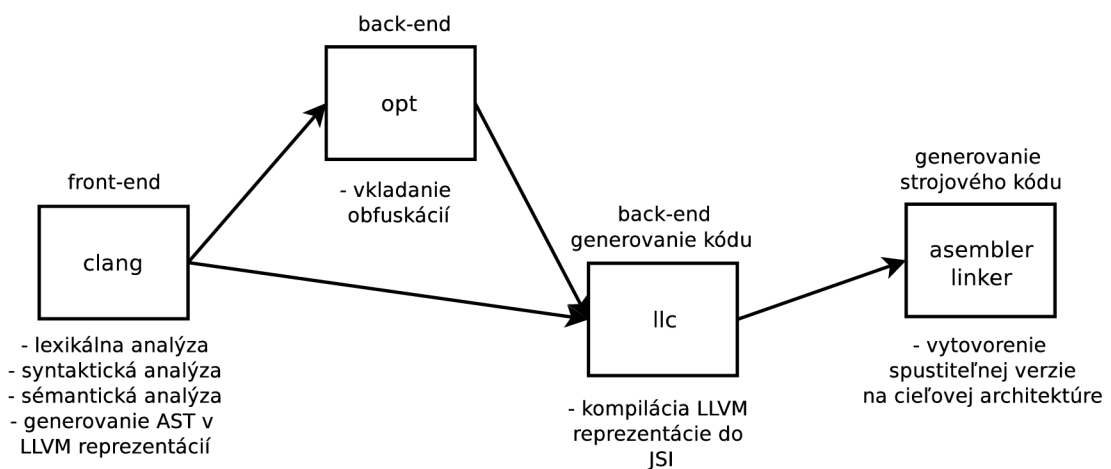 back-end
opt
- vkladanie
obfuskácií
front-end
clang
- lexikálna analýza
- syntaktická analýza
- sémantická analýza
- generovanie AST v
LLVM reprezentácií
back-end
generovanie kódu
llc
- kompilácia LLVM
reprezentácie do
JSI
generovanie
strojového kódu
asembler
linker
- vytovorenie
spustiteľnej verzie
na cieľovej architektúre